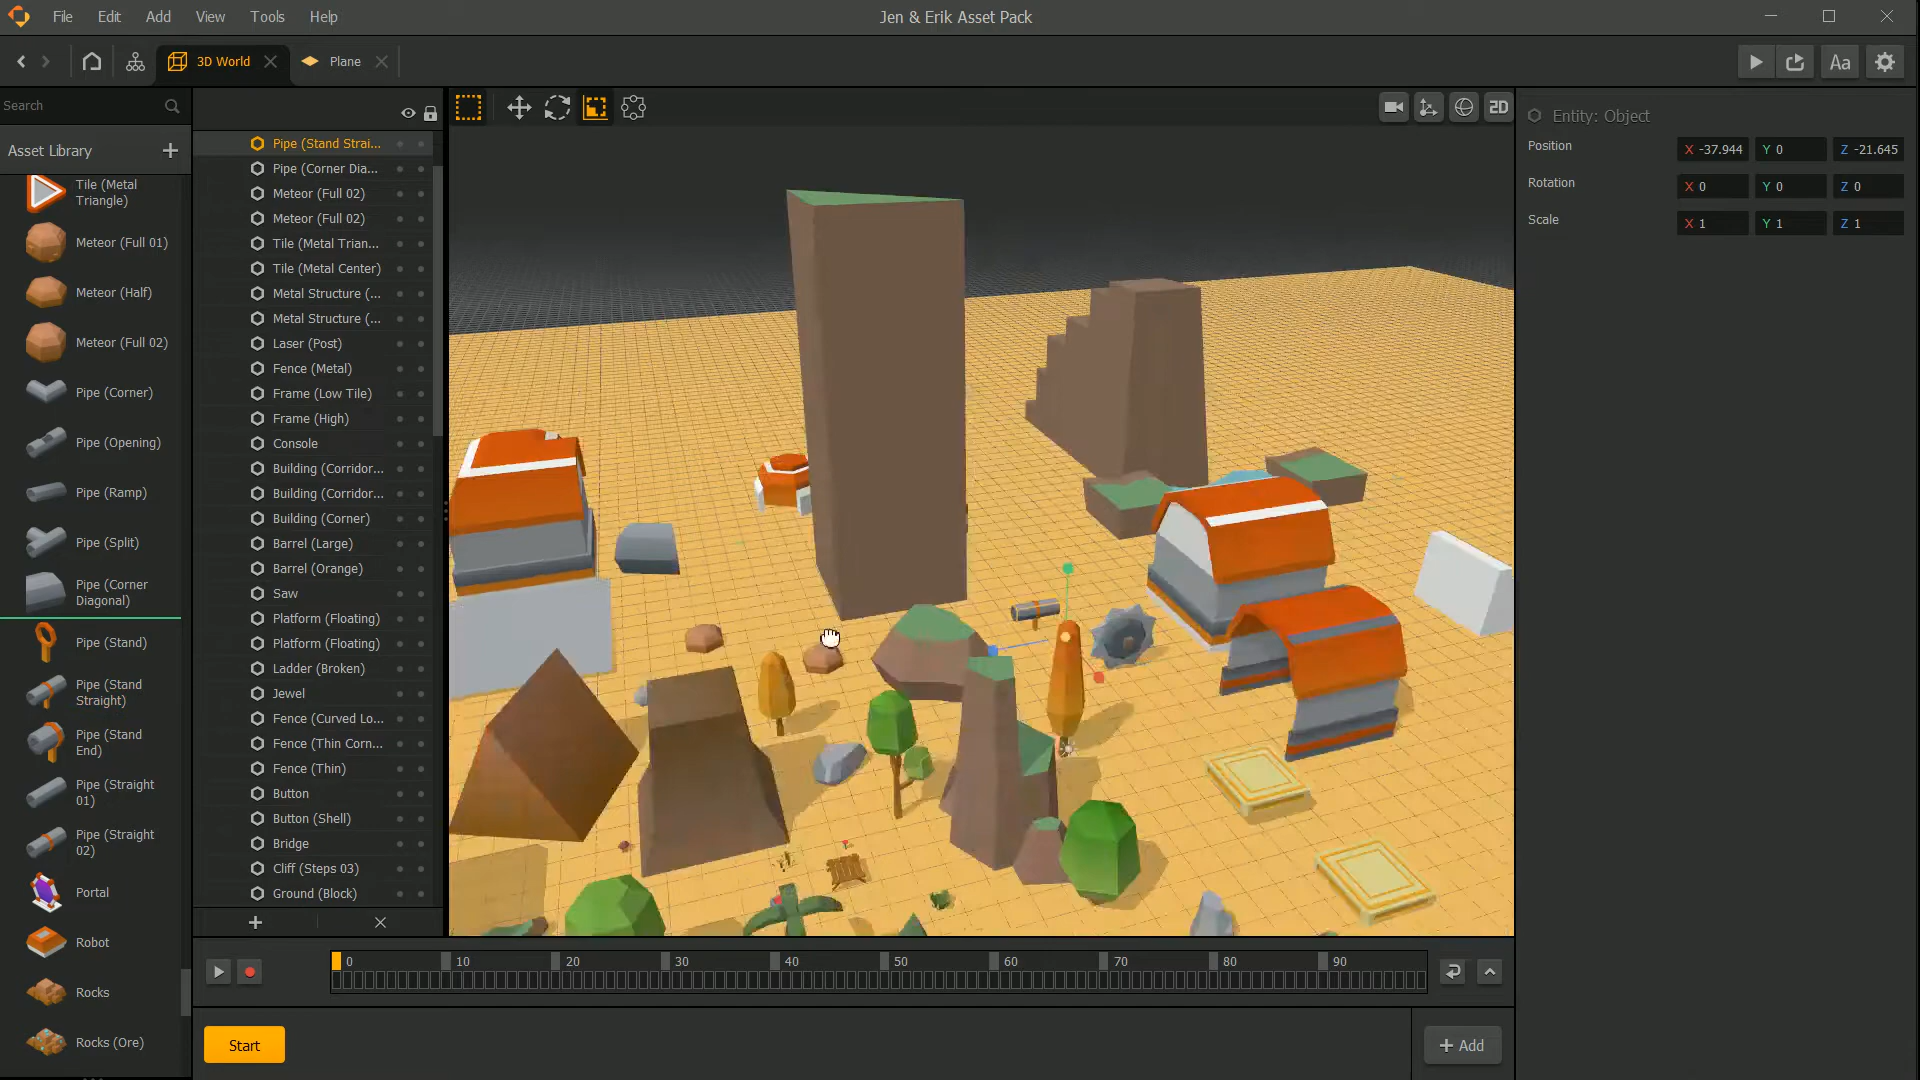 File Edit Add View Tools Help
Jen & Erik Asset Pack
3D World
Plane
Aa
Search
Asset Library
Tile (Metal
Triangle)
Meteor (Full 01)
Meteor (Half)
Meteor (Full 02)
Pipe (Corner)
Pipe (Opening)
Pipe (Ramp)
Pipe (Split)
Pipe (Corner
Diagonal)
Pipe (Stand)
Pipe (Stand
Straight)
Pipe (Stand
End)
Pipe (Straight
01)
Pipe (Straight
02)
Portal
Robot
Rocks
Rocks (Ore)
Pipe (Stand Strai...
Pipe (Corner Dia...
Meteor (Full 02)
Meteor (Full 02)
Tile (Metal Trian...
Tile (Metal Center)
Metal Structure (...
Metal Structure (...
Laser (Post)
Fence (Metal)
Frame (Low Tile)
Frame (High)
Console
Building (Corridor...
Building (Corridor...
Building (Corner)
Barrel (Large)
Barrel (Orange)
Saw
Platform (Floating)
Platform (Floating)
Ladder (Broken)
Jewel
Fence (Curved Lo...
Fence (Thin Corn...
Fence (Thin)
Button
Button (Shell)
Bridge
Cliff (Steps 03)
Ground (Block)
2D
Entity: Object
Position X -37.944 Y 0 Z -21.645
Rotation X 0 Y 0 Z 0
Scale X 1 Y 1 Z 1
0 10 20 30 40 50 60 70 80 90
Start
+ Add